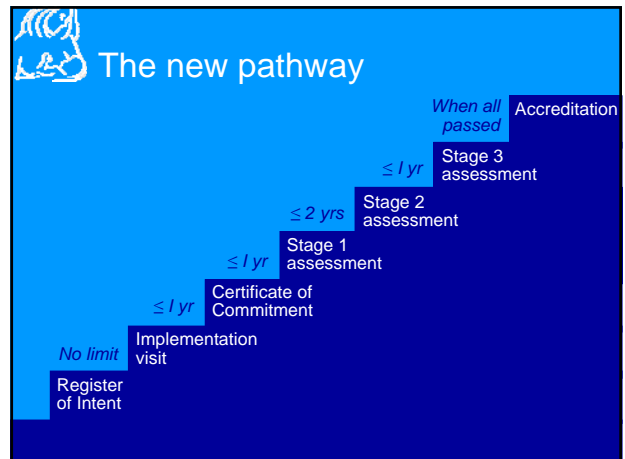 The new pathway
When all
passed
Accreditation
≤ I yr
Stage 3
assessment
≤ 2 yrs
Stage 2
assessment
≤ I yr
Stage 1
assessment
≤ I yr
Certificate of
Commitment
No limit
Implementation
visit
Register
of Intent